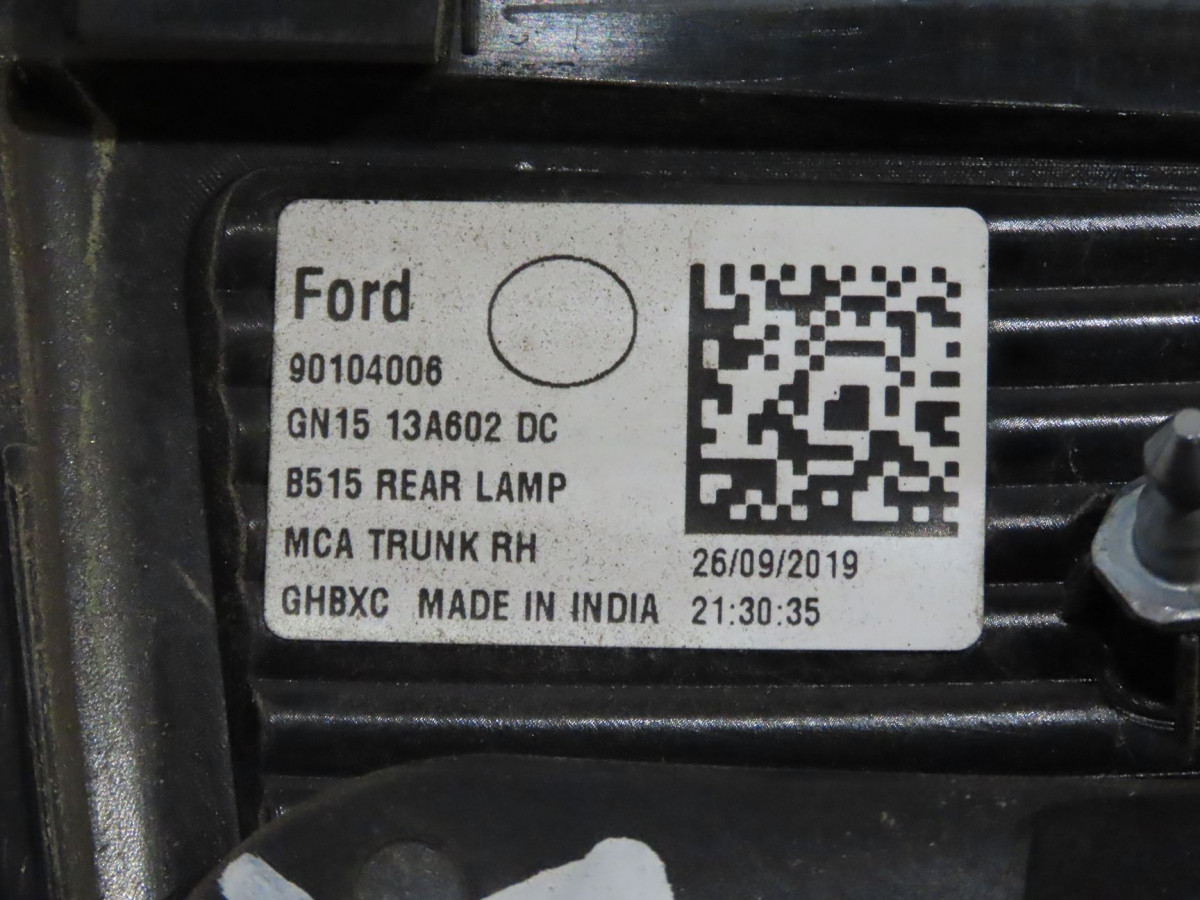 Ford
90104006
GN15 13A602 DC
B515 REAR LAMP
MCA TRUNK RH
GHBXC MADE IN INDIA
26/09/2019
21:30:35